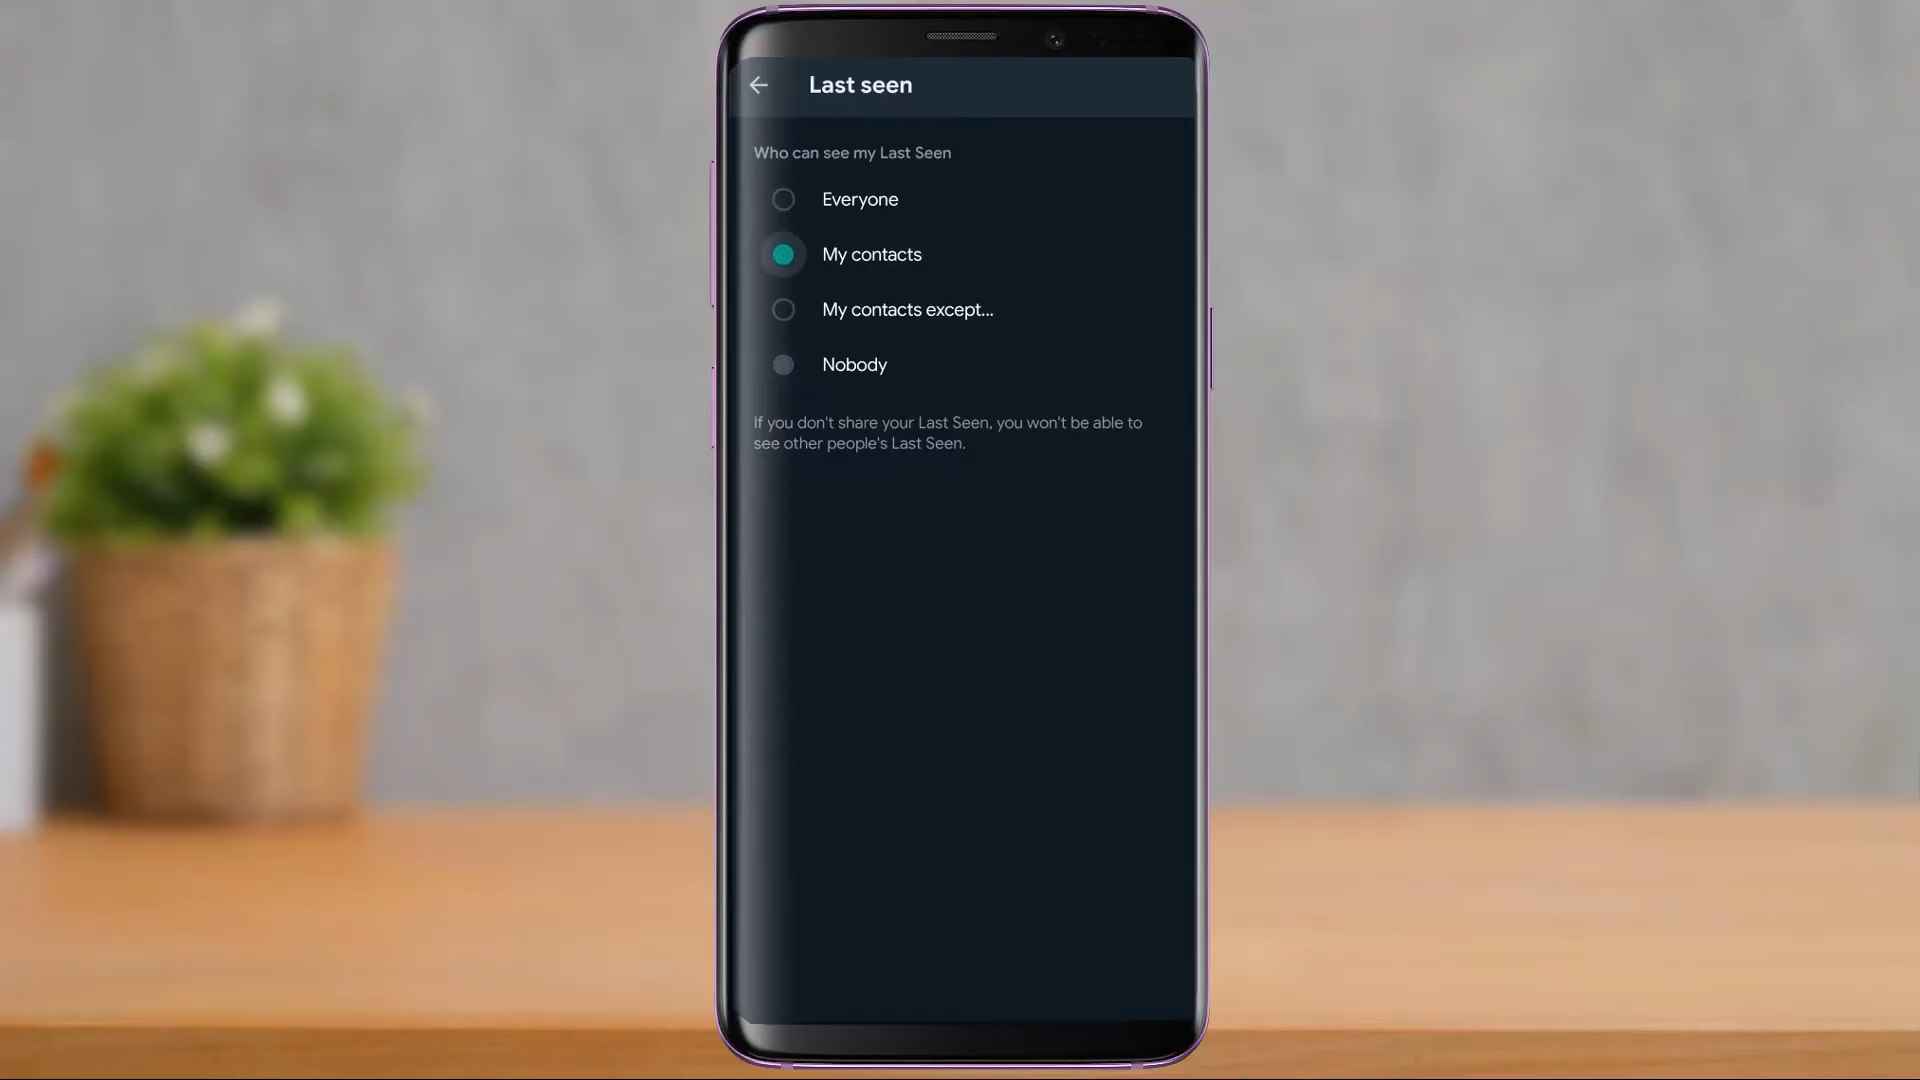 Last seen
Who can see my Last Seen
Everyone
My contacts
My contacts except...
Nobody
If you don't share your Last Seen, you won't be able to
see other people's Last Seen.